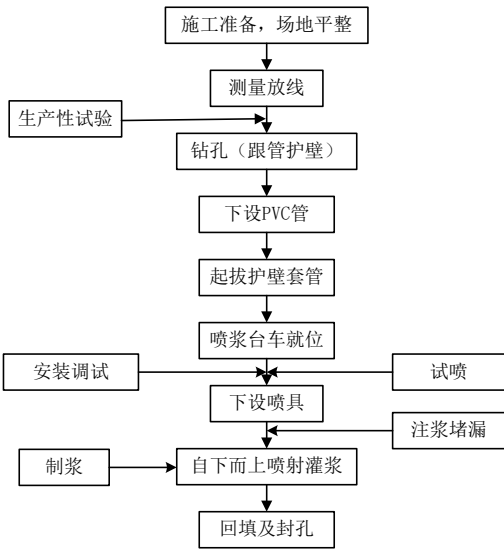 施工准备，场地平整
测量放线
生产性试验
钻孔（跟管护壁）
下设PVC管
起拔护壁套管
喷浆台车就位
安装调试
试喷
下设喷具
注浆堵漏
制浆
自下而上喷射灌浆
回填及封孔